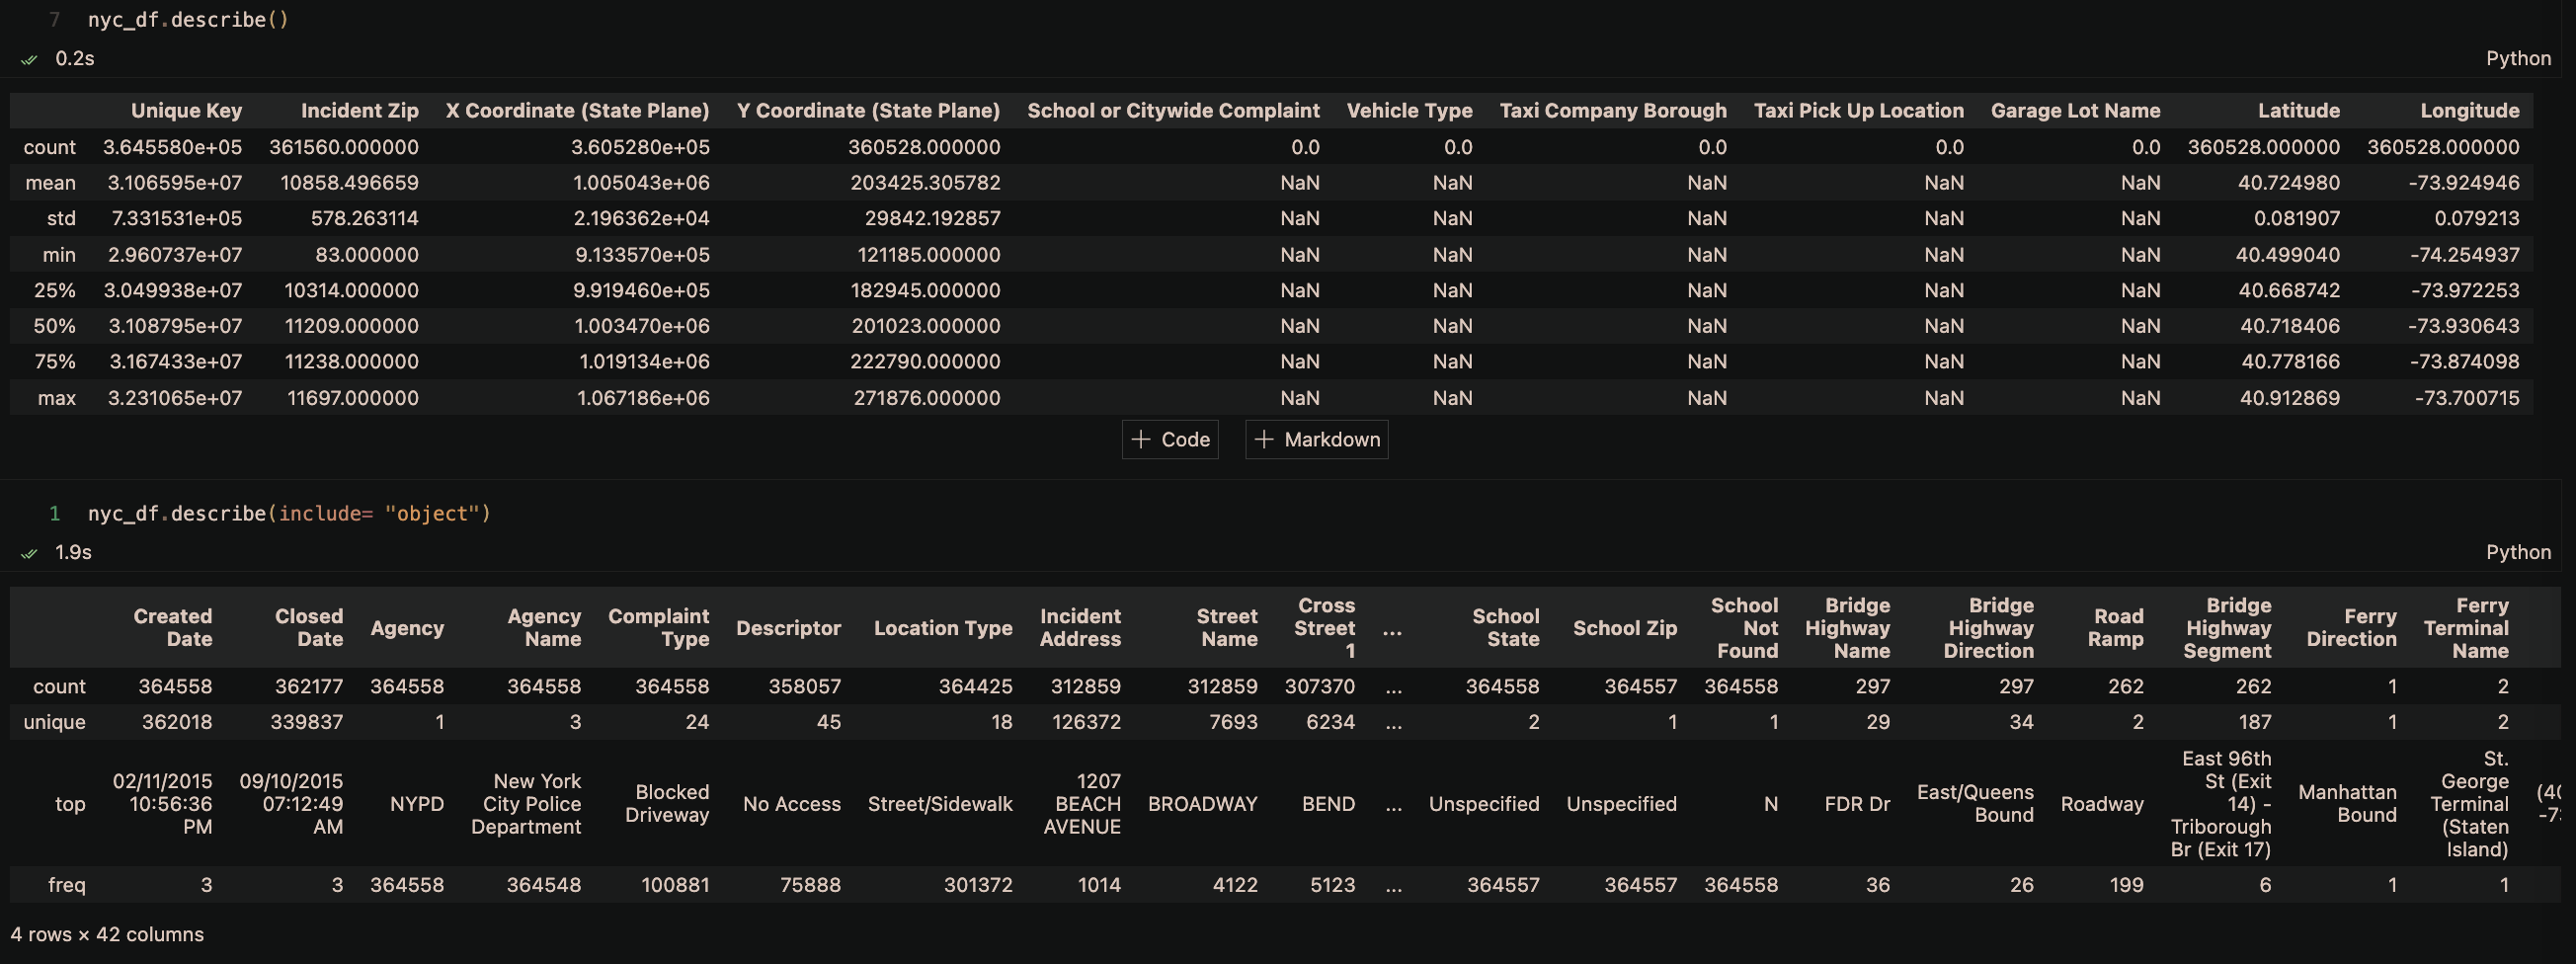 7 nyc_df.describe()
0.2s Python
Unique Key Incident Zip X Coordinate (State Plane) Y Coordinate (State Plane) School or Citywide Complaint Vehicle Type Taxi Company Borough Taxi Pick Up Location Garage Lot Name Latitude Longitude
count 3.645580e+05 361560.000000 3.605280e+05 360528.000000 0.0 0.0 0.0 0.0 0.0 360528.000000 360528.000000
mean 3.106595e+07 10858.496659 1.005043e+06 203425.305782 NaN NaN NaN NaN NaN 40.724980 -73.924946
std 7.331531e+05 578.263114 2.196362e+04 29842.192857 NaN NaN NaN NaN NaN 0.081907 0.079213
min 2.960737e+07 83.000000 9.133570e+05 121185.000000 NaN NaN NaN NaN NaN 40.499040 -74.254937
25% 3.049938e+07 10314.000000 9.919460e+05 182945.000000 NaN NaN NaN NaN NaN 40.668742 -73.972253
50% 3.108795e+07 11209.000000 1.003470e+06 201023.000000 NaN NaN NaN NaN NaN 40.718406 -73.930643
75% 3.167433e+07 11238.000000 1.019134e+06 222790.000000 NaN NaN NaN NaN NaN 40.778166 -73.874098
max 3.231065e+07 11697.000000 1.067186e+06 271876.000000 NaN NaN NaN NaN NaN 40.912869 -73.700715
+ Code + Markdown
1 nyc_df.describe(include= "object")
1.9s Python
Created Date Closed Date Agency Agency Name Complaint Type Descriptor Location Type Incident Address Street Name Cross Street 1 ... School State School Zip School Not Found Bridge Highway Name Bridge Highway Direction Road Ramp Bridge Highway Segment Ferry Direction Ferry Terminal Name
count 364558 362177 364558 364558 364558 358057 364425 312859 312859 307370 ... 364558 364557 364558 297 297 262 262 1 2
unique 362018 339837 1 3 24 45 18 126372 7693 6234 ... 2 1 1 29 34 2 187 1 2
top 02/11/2015 10:56:36 PM 09/10/2015 07:12:49 AM NYPD New York City Police Department Blocked Driveway No Access Street/Sidewalk 1207 BEACH AVENUE BROADWAY BEND ... Unspecified Unspecified N FDR Dr East/Queens Bound Roadway East 96th St (Exit 14) - Triborough Br (Exit 17) Manhattan Bound St. George Terminal (Staten Island)
freq 3 3 364558 364548 100881 75888 301372 1014 4122 5123 ... 364557 364557 364558 36 26 199 6 1 1
4 rows × 42 columns